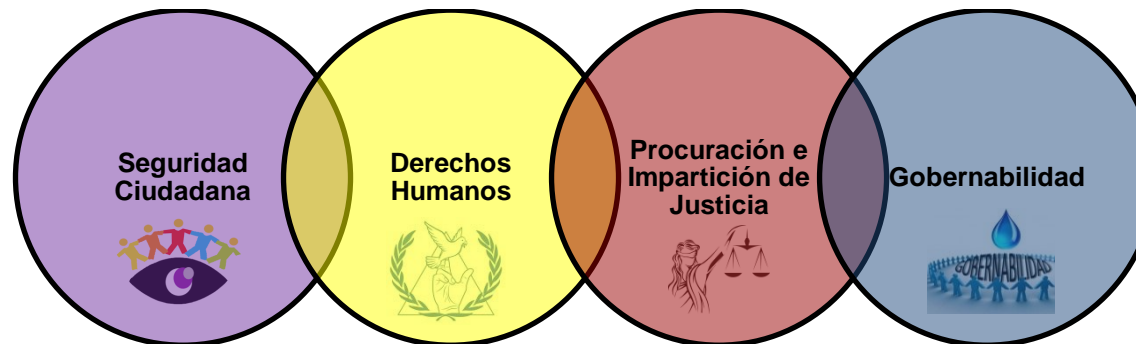 Seguridad
Ciudadana
Derechos
Humanos
Procuración e
Impartición de
Justicia
Gobernabilidad
GOBERNABILIDAD